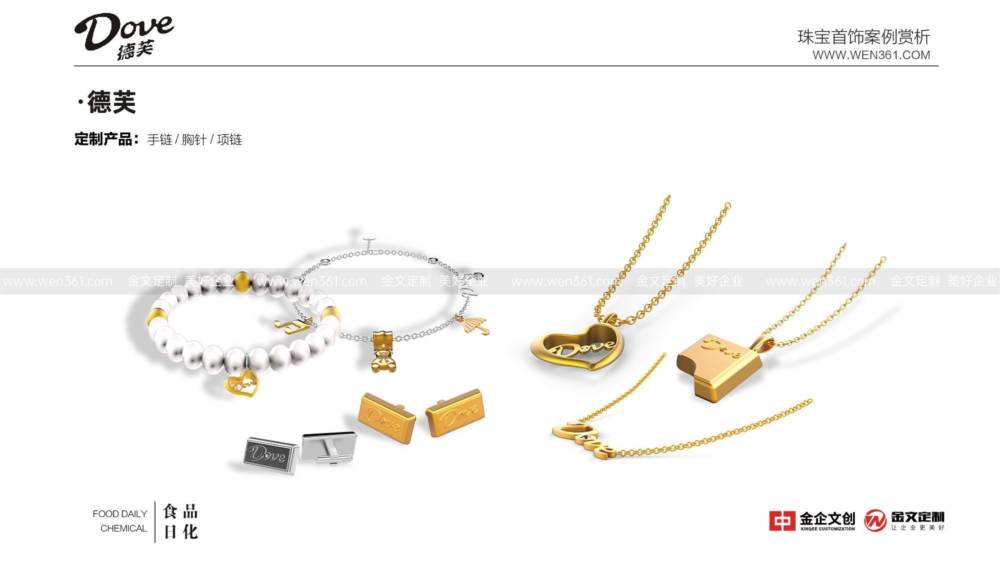 Dove
德芙
珠宝首饰案例赏析
WWW.WEN361.COM
·德芙
定制产品：手链 / 胸针 / 项链
www.wen361.com 金文定制 美好企业 www.wen361.com 金文定制 美好企业 www.wen361.com 金文定制 美好企业 www.wen361.com 金文定制 美好企业
Dove
Dove
Dove
Dove
Dove
Dove
Dove
FOOD DAILY
CHEMICAL
食品
日化
金企文创
KINQEE CUSTOMIZATION
金文定制
让企业更美好